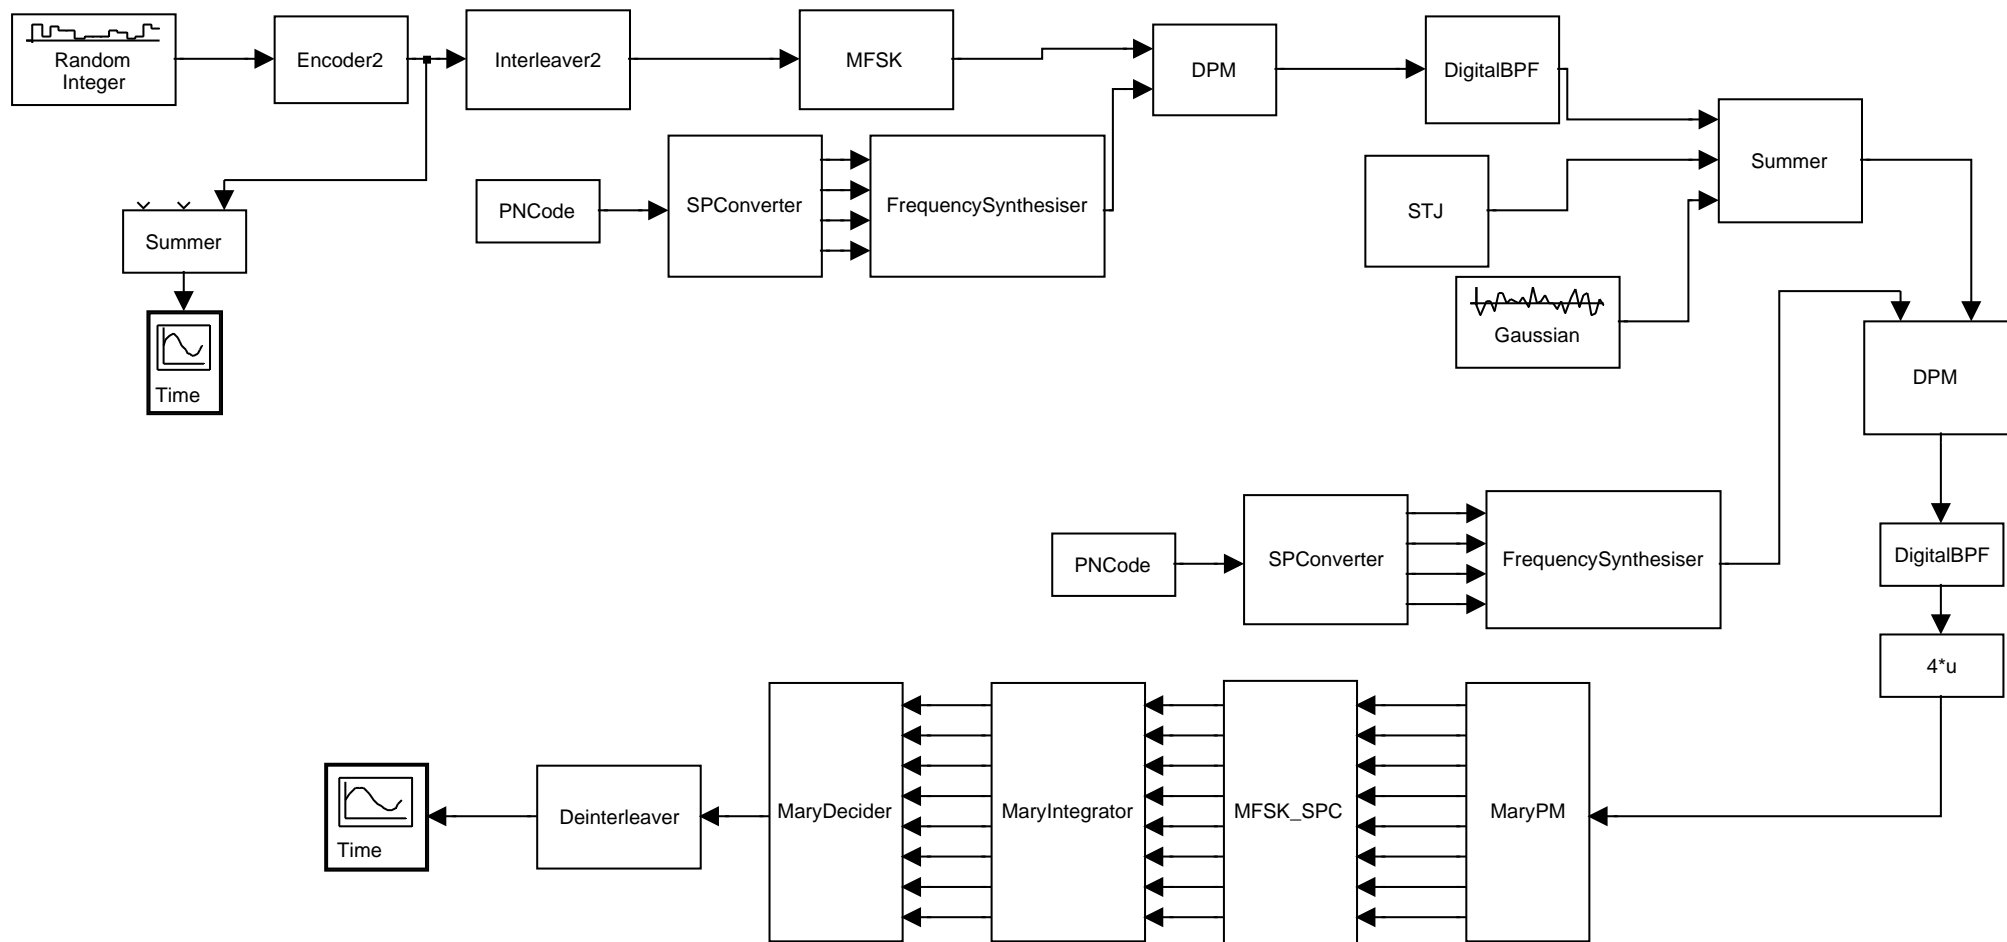 Random
Integer
Encoder2
Interleaver2
MFSK
DPM
DigitalBPF
Summer
PNCode
SPConverter
FrequencySynthesiser
STJ
Summer
Time
Gaussian
DPM
PNCode
SPConverter
FrequencySynthesiser
DigitalBPF
4*u
MaryPM
MFSK_SPC
MaryIntegrator
MaryDecider
Deinterleaver
Time